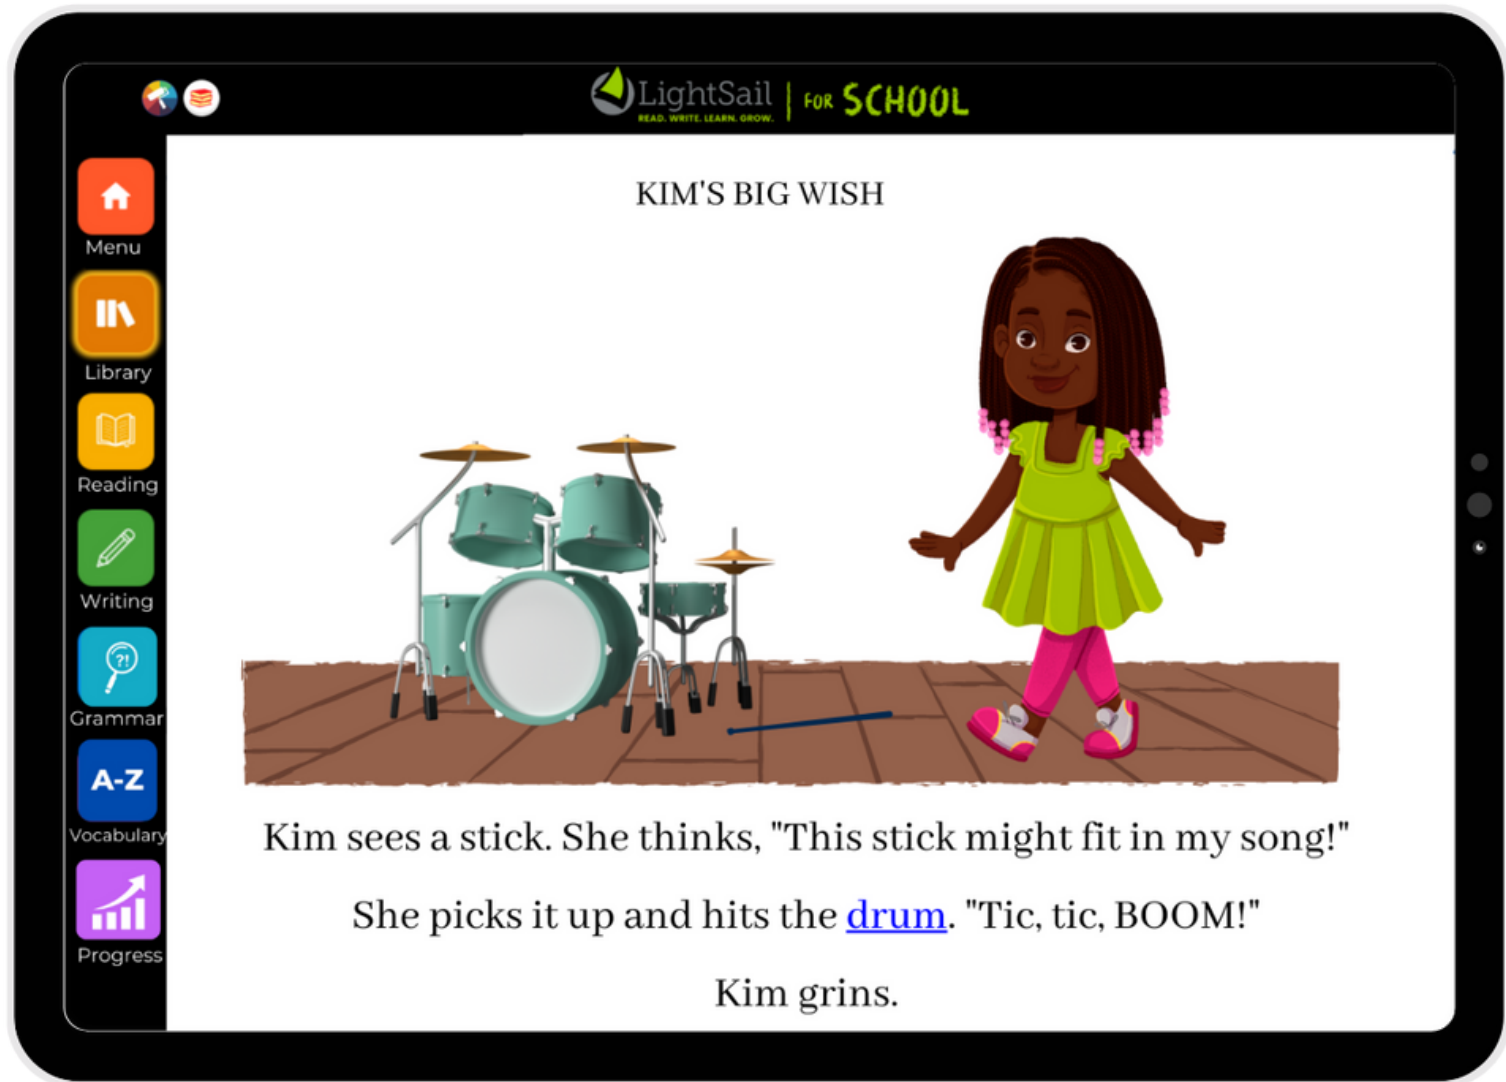 LightSail | FOR SCHOOL
READ. WRITE. LEARN. GROW.
Menu
Library
Reading
Writing
?!
Grammar
A-Z
Vocabulary
Progress
KIM'S BIG WISH
Kim sees a stick. She thinks, "This stick might fit in my song!"
She picks it up and hits the drum. "Tic, tic, BOOM!"
Kim grins.